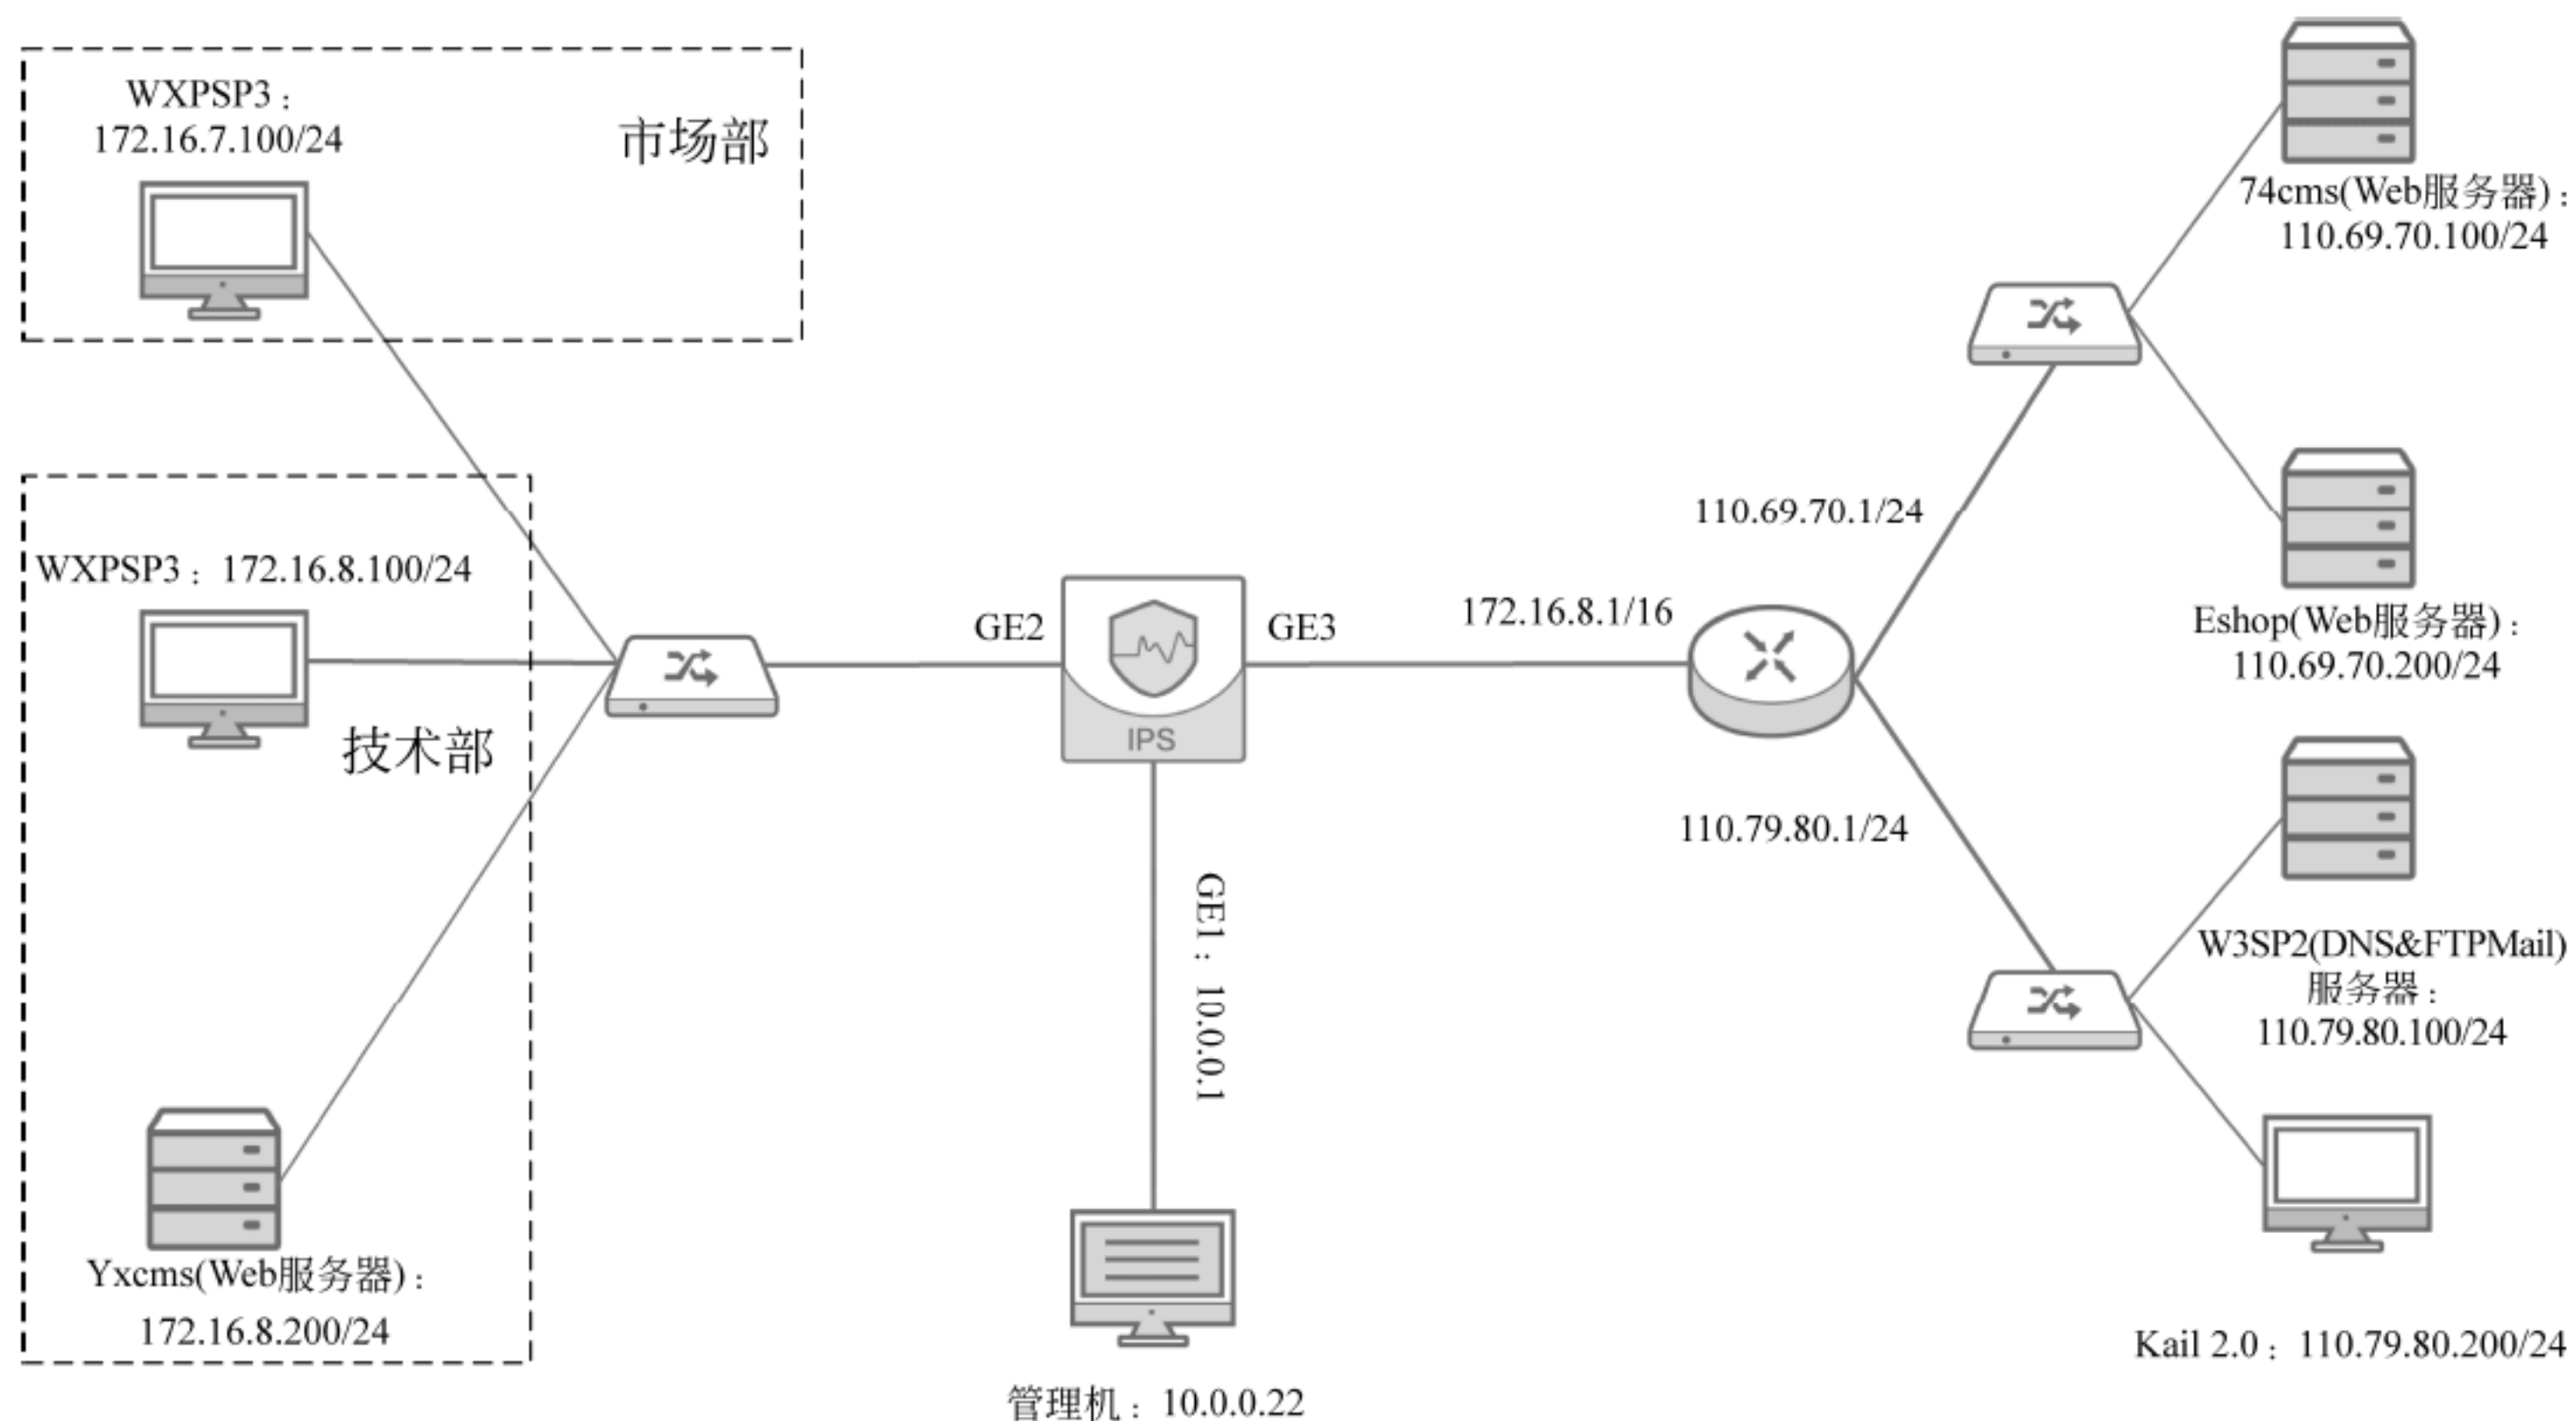 WXPSP3：
172.16.7.100/24
市场部
WXPSP3：172.16.8.100/24
技术部
Yxcms(Web服务器)：
172.16.8.200/24
GE2
IPS
GE3
GE1：10.0.0.1
管理机：10.0.0.22
172.16.8.1/16
110.69.70.1/24
110.79.80.1/24
74cms(Web服务器)：
110.69.70.100/24
Eshop(Web服务器)：
110.69.70.200/24
W3SP2(DNS&FTPMail)
服务器：
110.79.80.100/24
Kail 2.0：110.79.80.200/24